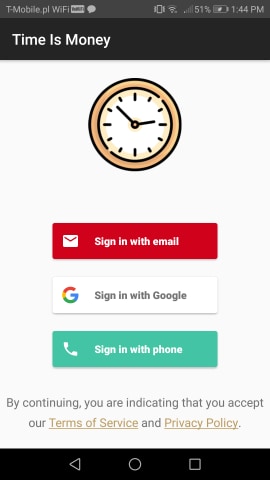 T-Mobile.pl WiFi
51% 1:44 PM
Time Is Money
Sign in with email
Sign in with Google
Sign in with phone
By continuing, you are indicating that you accept
our Terms of Service and Privacy Policy.